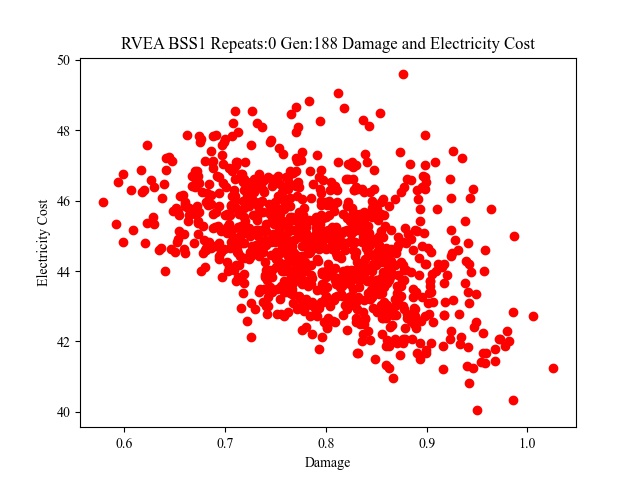 RVEA BSS1 Repeats:0 Gen:188 Damage and Electricity Cost
50
48
46
44
42
40
Electricity Cost
0.6 0.7 0.8 0.9 1.0
Damage